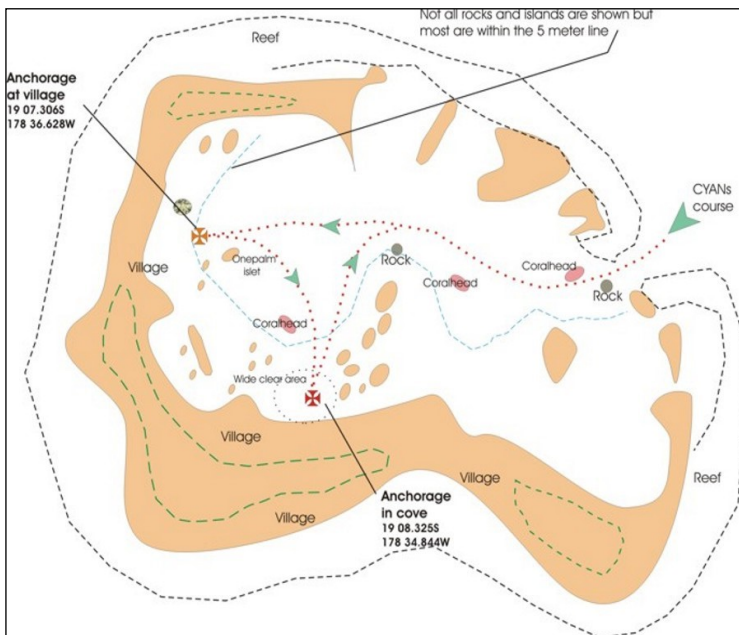 Not all rocks and islands are shown but
most are within the 5 meter line
Reef
Anchorage
at village
19 07.306S
178 36.628W
CYANs
course
Village
Onepalm
islet
Rock
Coralhead
Coralhead
Rock
Coralhead
Wide clear area
Village
Village
Village
Reef
Anchorage
in cove
19 08.325S
178 34.844W